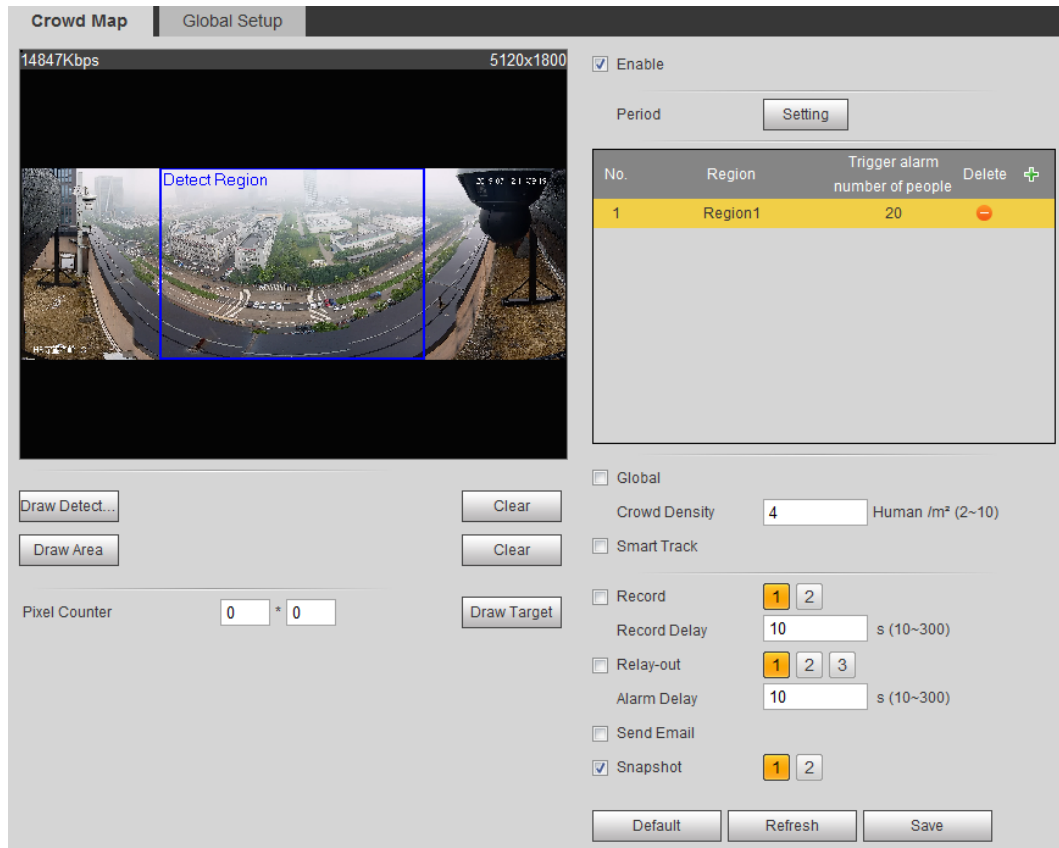 Crowd Map
Global Setup
14847Kbps
5120x1800
Detect Region
Draw Detect...
Clear
Draw Area
Clear
Pixel Counter
0 * 0
Draw Target
Enable
Period
Setting
No. Region Trigger alarm number of people Delete
1 Region1 20
Global
Crowd Density 4 Human /m² (2~10)
Smart Track
Record 1 2
Record Delay 10 s (10~300)
Relay-out 1 2 3
Alarm Delay 10 s (10~300)
Send Email
Snapshot 1 2
Default Refresh Save